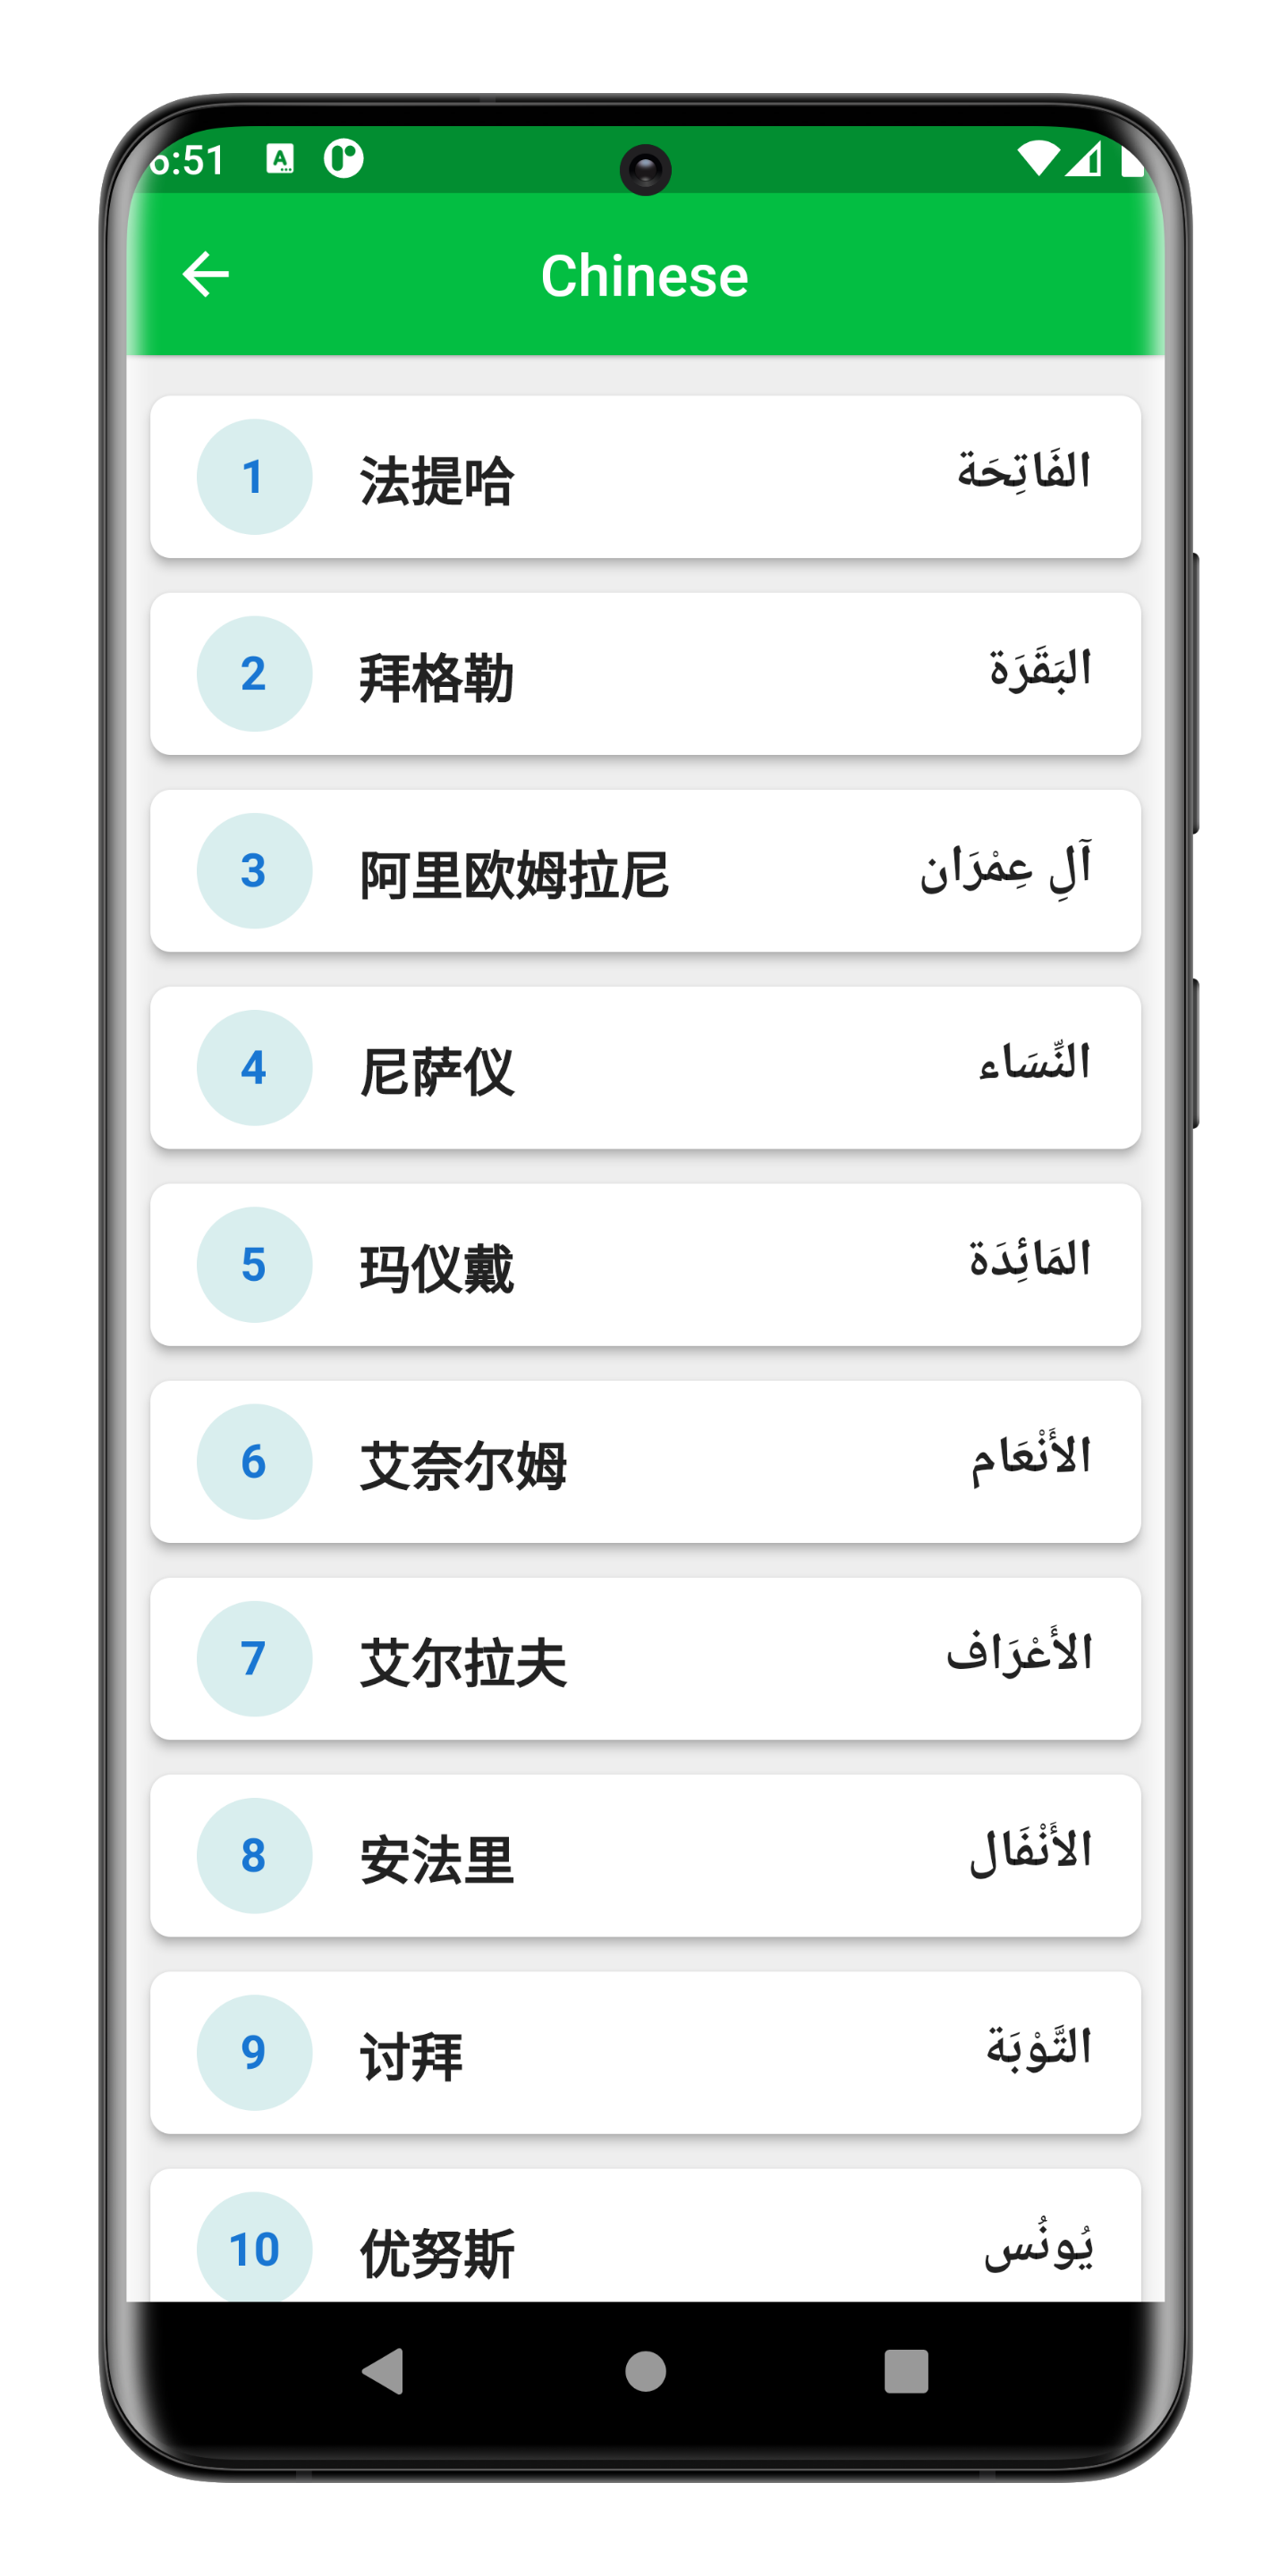 6:51
Chinese
1 法提哈 الفَاتِحَة
2 拜格勒 البَقَرَة
3 阿里欧姆拉尼 آلِ عِمْرَان
4 尼萨仪 النِّسَاء
5 玛仪戴 المَائِدَة
6 艾奈尔姆 الأَنْعَام
7 艾尔拉夫 الأَعْرَاف
8 安法里 الأَنْفَال
9 讨拜 التَّوْبَة
10 优努斯 يُونُس